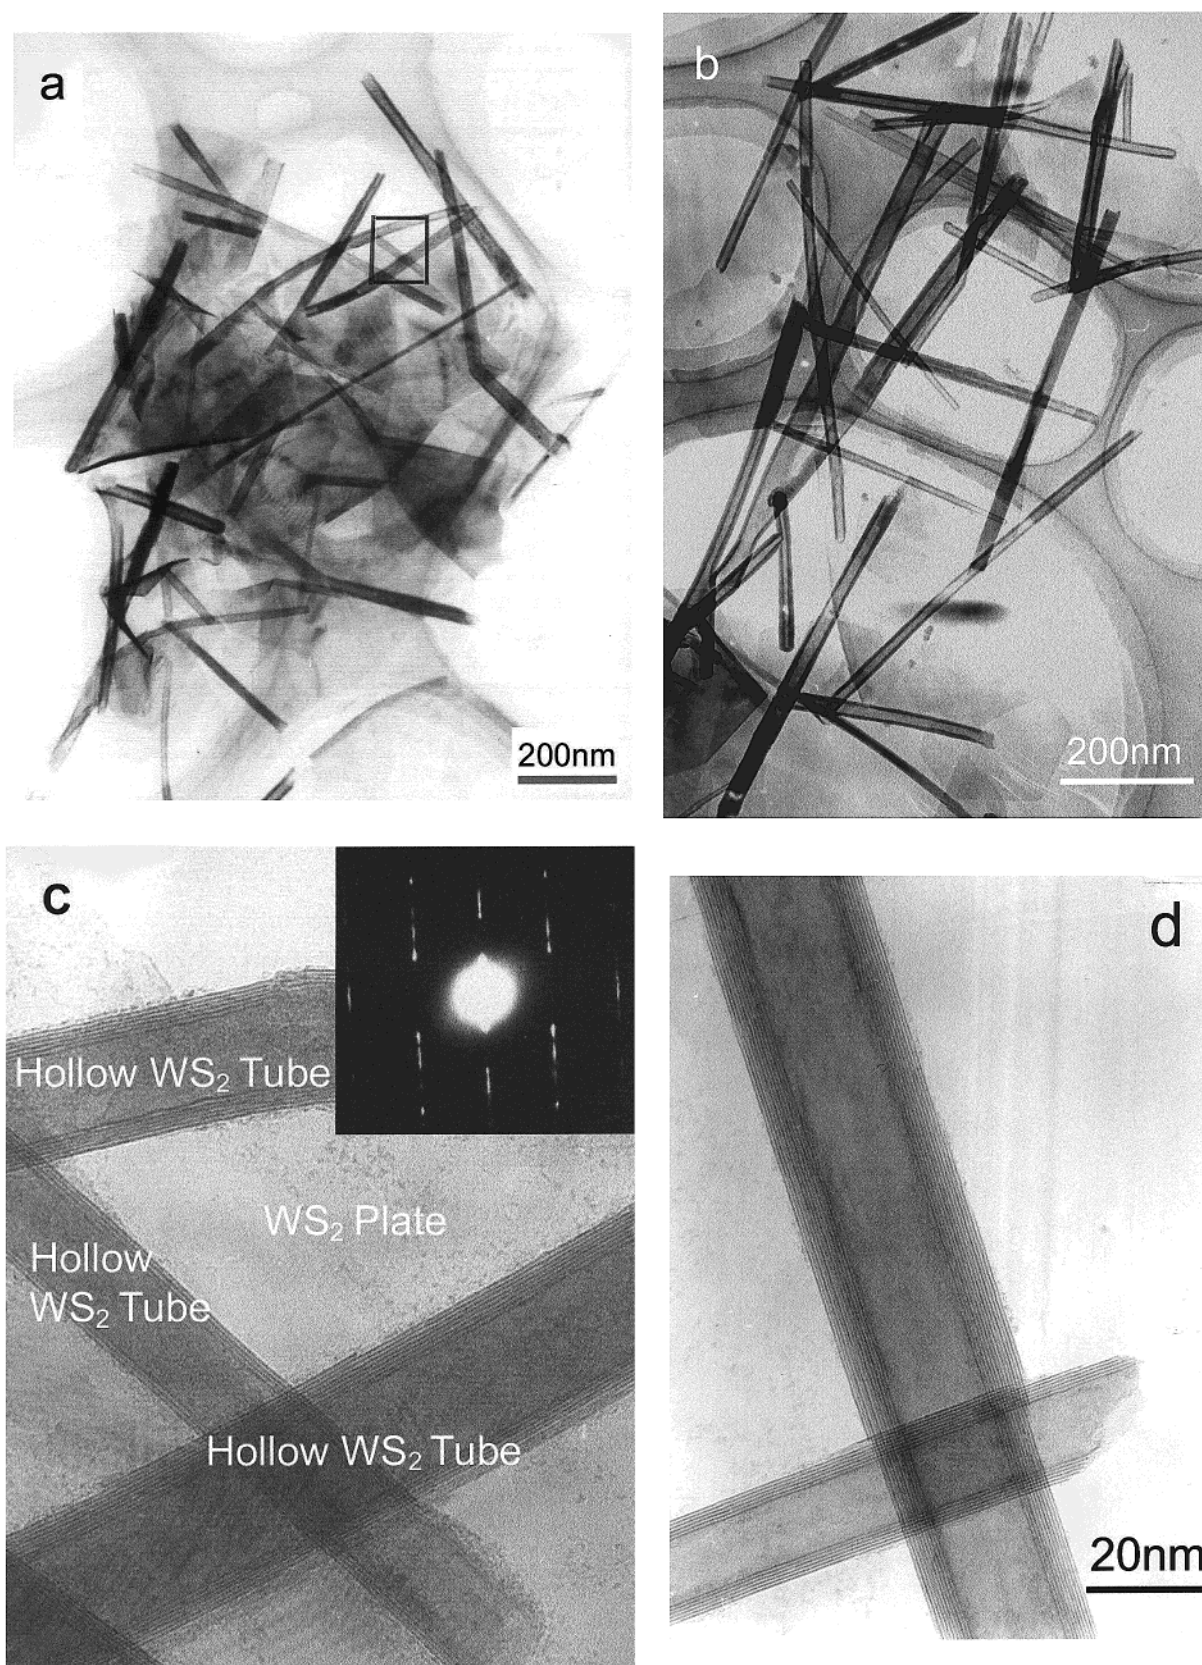 a
b
200nm
200nm
c
d
Hollow WS₂ Tube
WS₂ Plate
Hollow
WS₂ Tube
Hollow WS₂ Tube
20nm